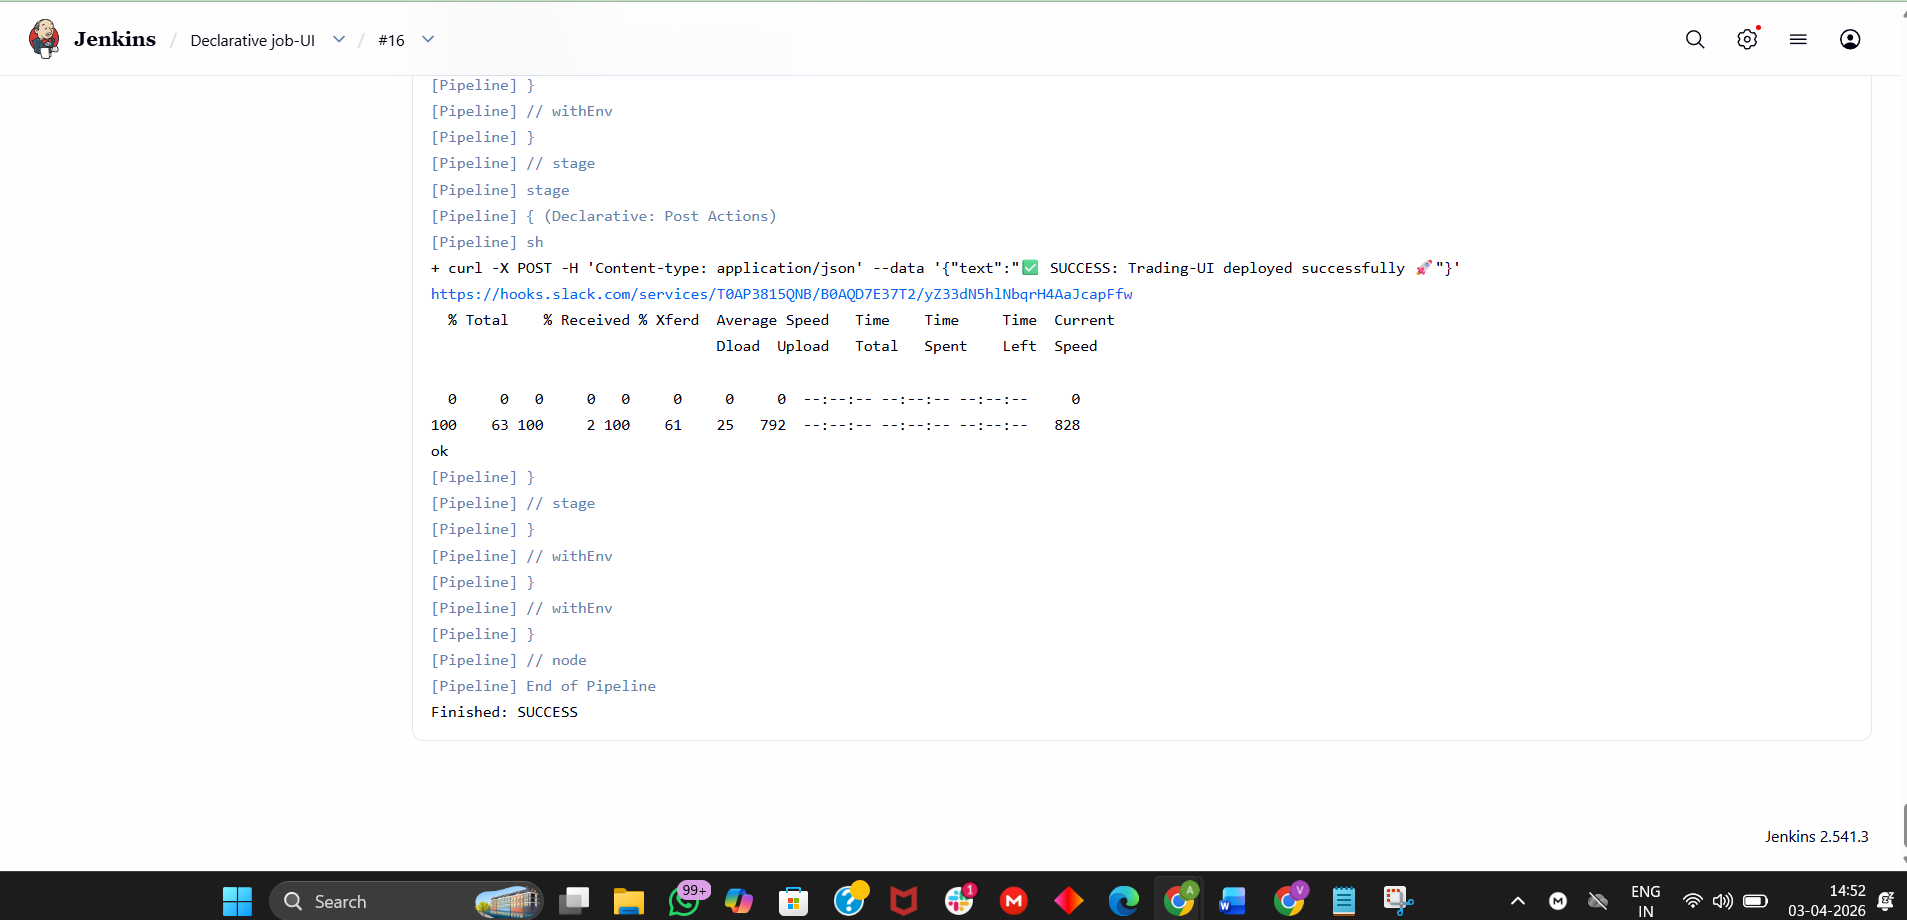 Jenkins / Declarative job-UI / #16
[Pipeline] }
[Pipeline] // withEnv
[Pipeline] }
[Pipeline] // stage
[Pipeline] stage
[Pipeline] { (Declarative: Post Actions)
[Pipeline] sh
+ curl -X POST -H 'Content-type: application/json' --data '{"text":"✅ SUCCESS: Trading-UI deployed successfully 🚀"}'
https://hooks.slack.com/services/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
% Total % Received % Xferd Average Speed Time Time Time Current
Dload Upload Total Spent Left Speed
0 0 0 0 0 0 0 0 --:--:-- --:--:-- --:--:-- 0
100 63 100 2 100 61 25 792 --:--:-- --:--:-- --:--:-- 828
ok
[Pipeline] }
[Pipeline] // stage
[Pipeline] }
[Pipeline] // withEnv
[Pipeline] }
[Pipeline] // withEnv
[Pipeline] }
[Pipeline] // node
[Pipeline] End of Pipeline
Finished: SUCCESS
Jenkins 2.541.3
Search
99+
1
A
V
ENG
IN
14:52
03-04-2026